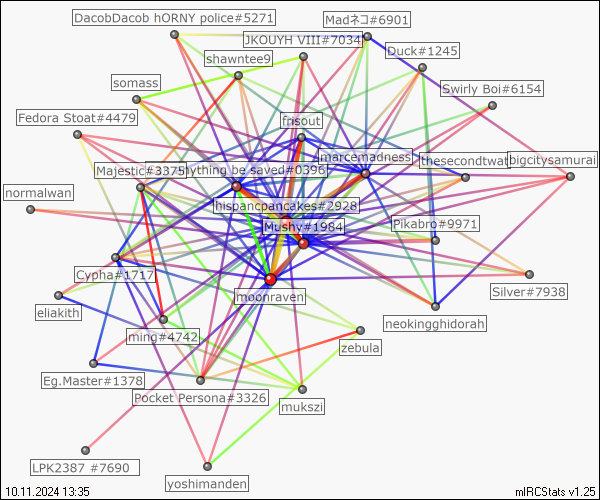 DacobDacob hORNY police#5271
Madネコ#6901
JKOUYH VIII#7034
Duck#1245
shawntee9
somass
Swirly Boi#6154
Fedora Stoat#4479
frisout
marcemadness
thesecondtwat
bigcitysamurai
Majestic#3375
nything be saved#0396
normalwan
hispancpancakes#2928
Mushy#1984
Pikabro#9971
Cypha#1717
moonraven
Silver#7938
eliakith
neokingghidorah
ming#4742
zebula
Eg.Master#1378
Pocket Persona#3326
mukszi
LPK2387 #7690
yoshimanden
10.11.2024 13:35
mIRCStats v1.25